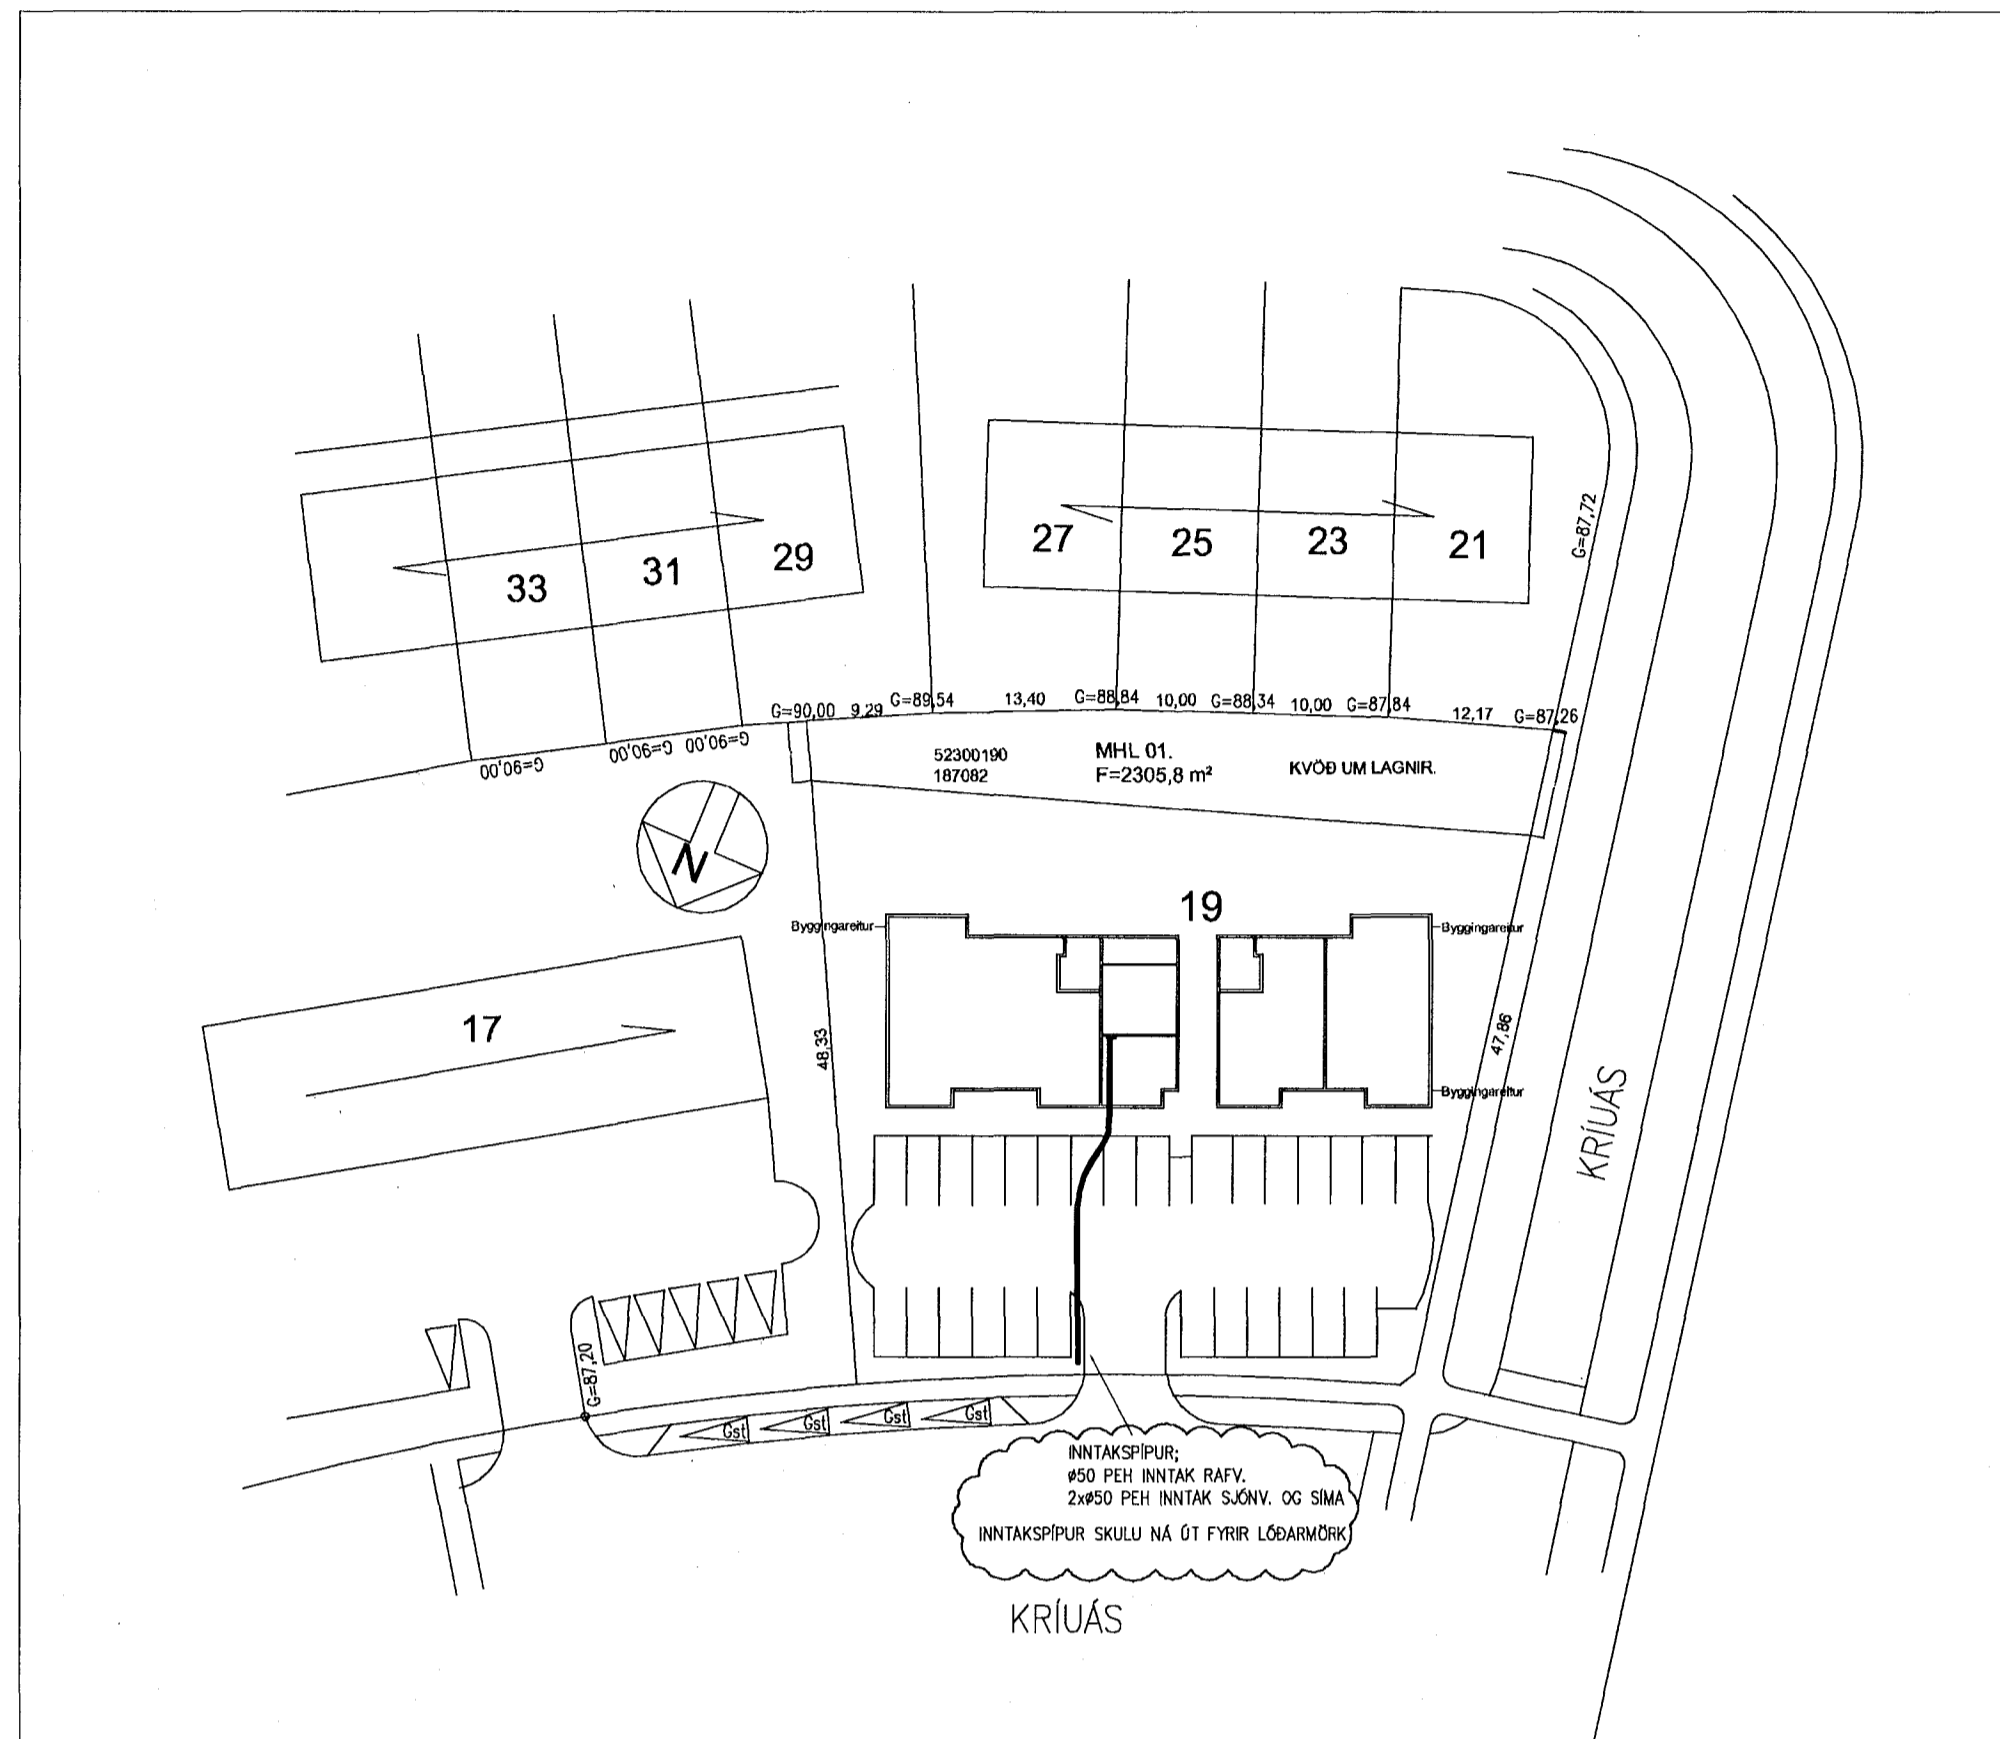 27
25
23
21
G=87,72
33
31
29
G=90,00
9,29
G=89,54
13,40
G=88,84
10,00
G=88,34
10,00
G=87,84
12,17
G=87,26
G=90,00
G=90,00
G=90,00
52300190
187082
MHL 01.
F=2305,8 m²
KVÖÐ UM LAGNIR.
N
19
Byggingareitur
Byggingareitur
17
48,33
47,86
Byggingareitur
KRÍUÁS
G=87,20
Gst
Gst
Gst
Gst
INNTAKSPÍPUR;
ø50 PEH INNTAK RAFV.
2xø50 PEH INNTAK SJÓNV. OG SÍMA
INNTAKSPÍPUR SKULU NÁ ÚT FYRIR LÓÐARMÖRK
KRÍUÁS